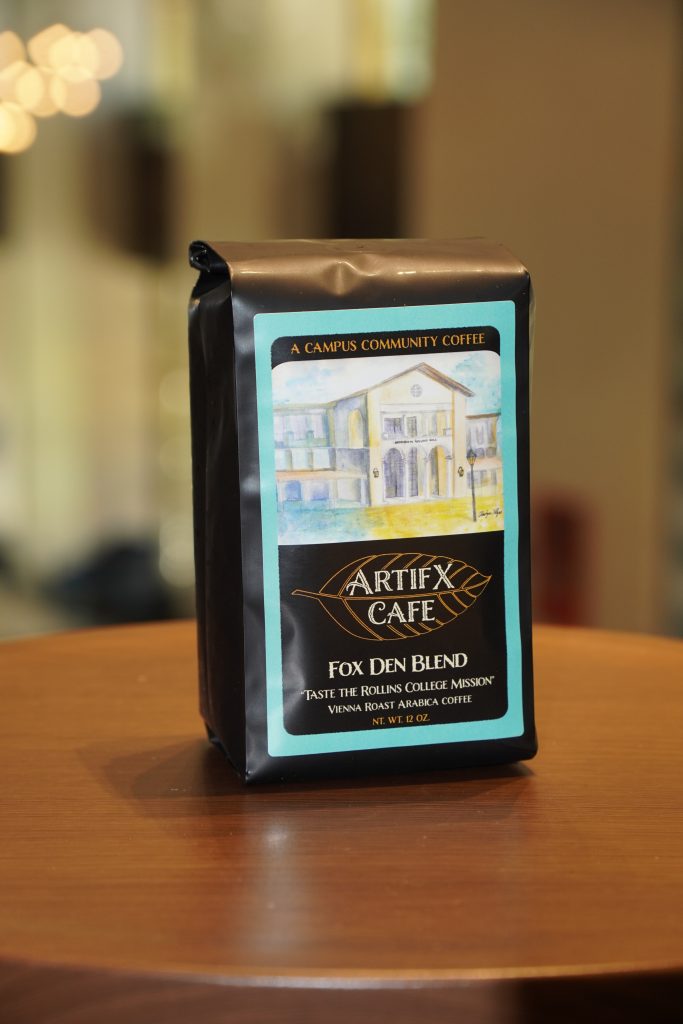 A CAMPUS COMMUNITY COFFEE
ARTIFX
CAFE
FOX DEN BLEND
"TASTE THE ROLLINS COLLEGE MISSION"
VIENNA ROAST ARABICA COFFEE
NT. WT. 12 OZ.